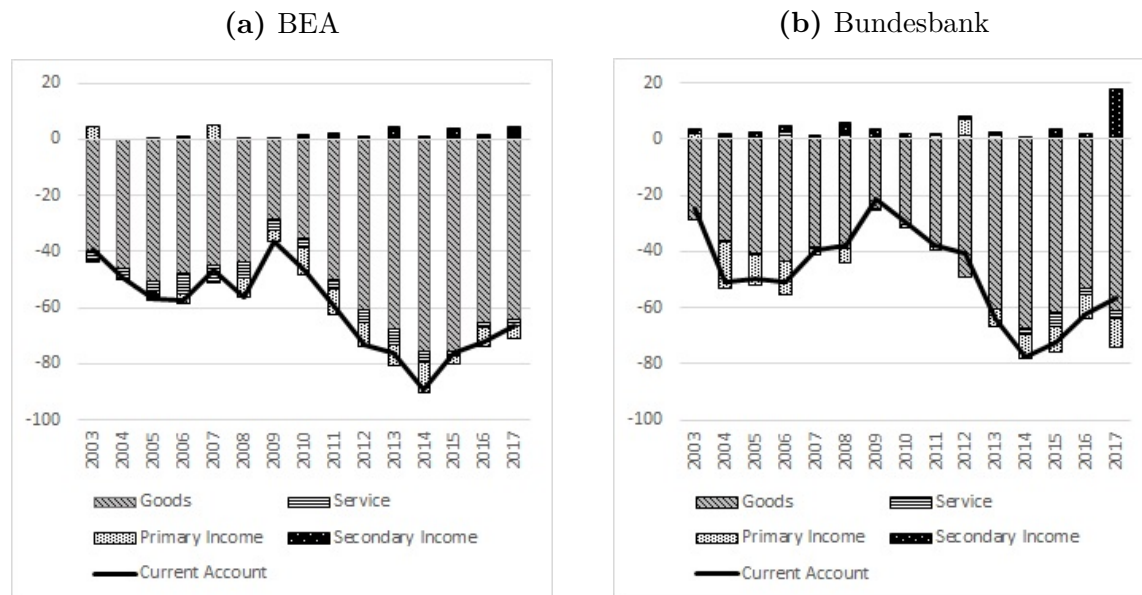 (a) BEA
20
0
-20
-40
-60
-80
-100
2003 2004 2005 2006 2007 2008 2009 2010 2011 2012 2013 2014 2015 2016 2017
Goods Service
Primary Income Secondary Income
Current Account
(b) Bundesbank
20
0
-20
-40
-60
-80
-100
2003 2004 2005 2006 2007 2008 2009 2010 2011 2012 2013 2014 2015 2016 2017
Goods Service
Primary Income Secondary Income
Current Account